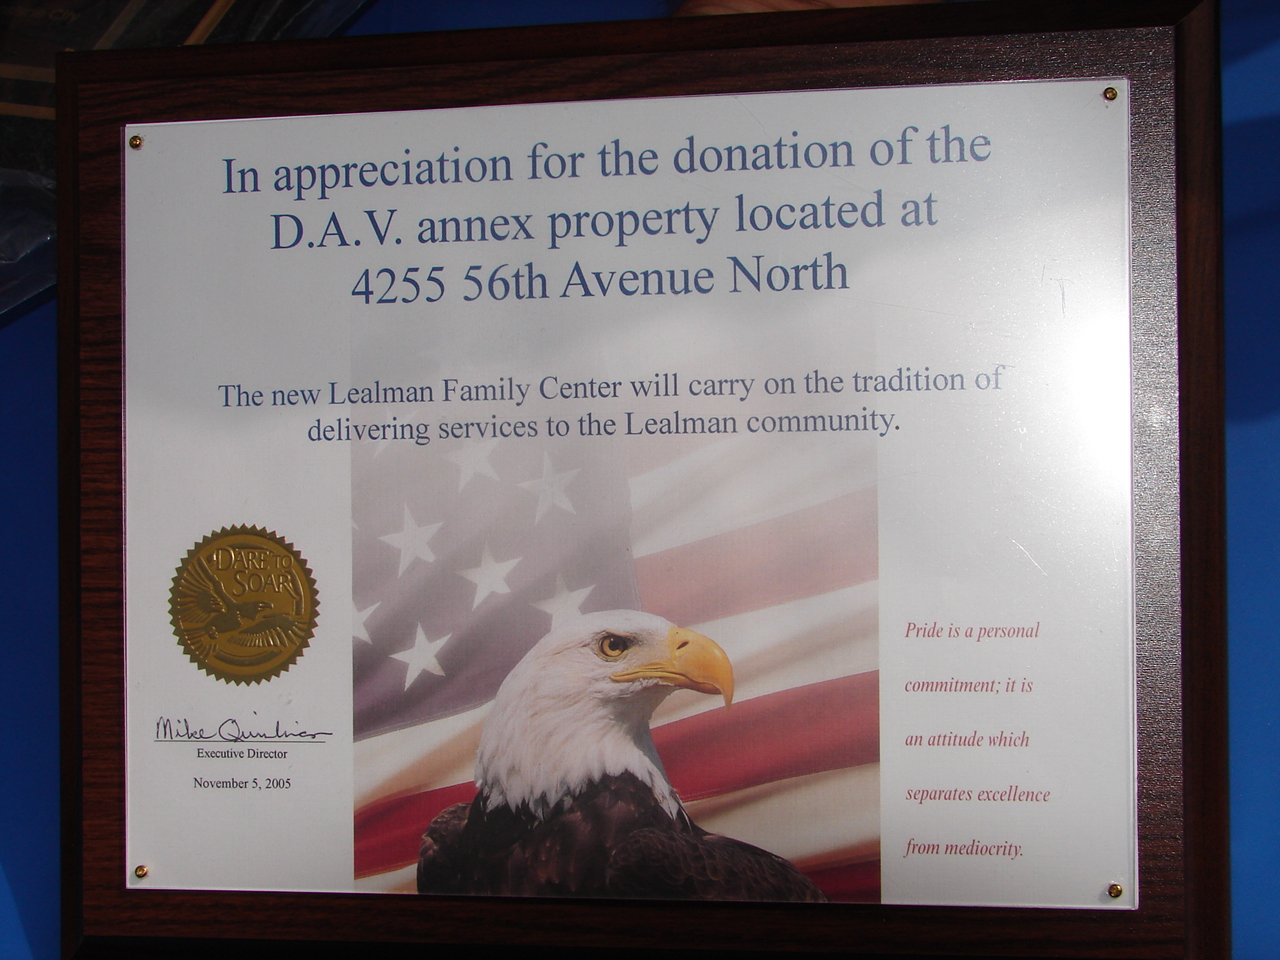 In appreciation for the donation of the
D.A.V. annex property located at
4255 56th Avenue North
The new Lealman Family Center will carry on the tradition of
delivering services to the Lealman community.
DARE TO
SOAR
Mike
Executive Director
November 5, 2005
Pride is a personal
commitment; it is
an attitude which
separates excellence
from mediocrity.